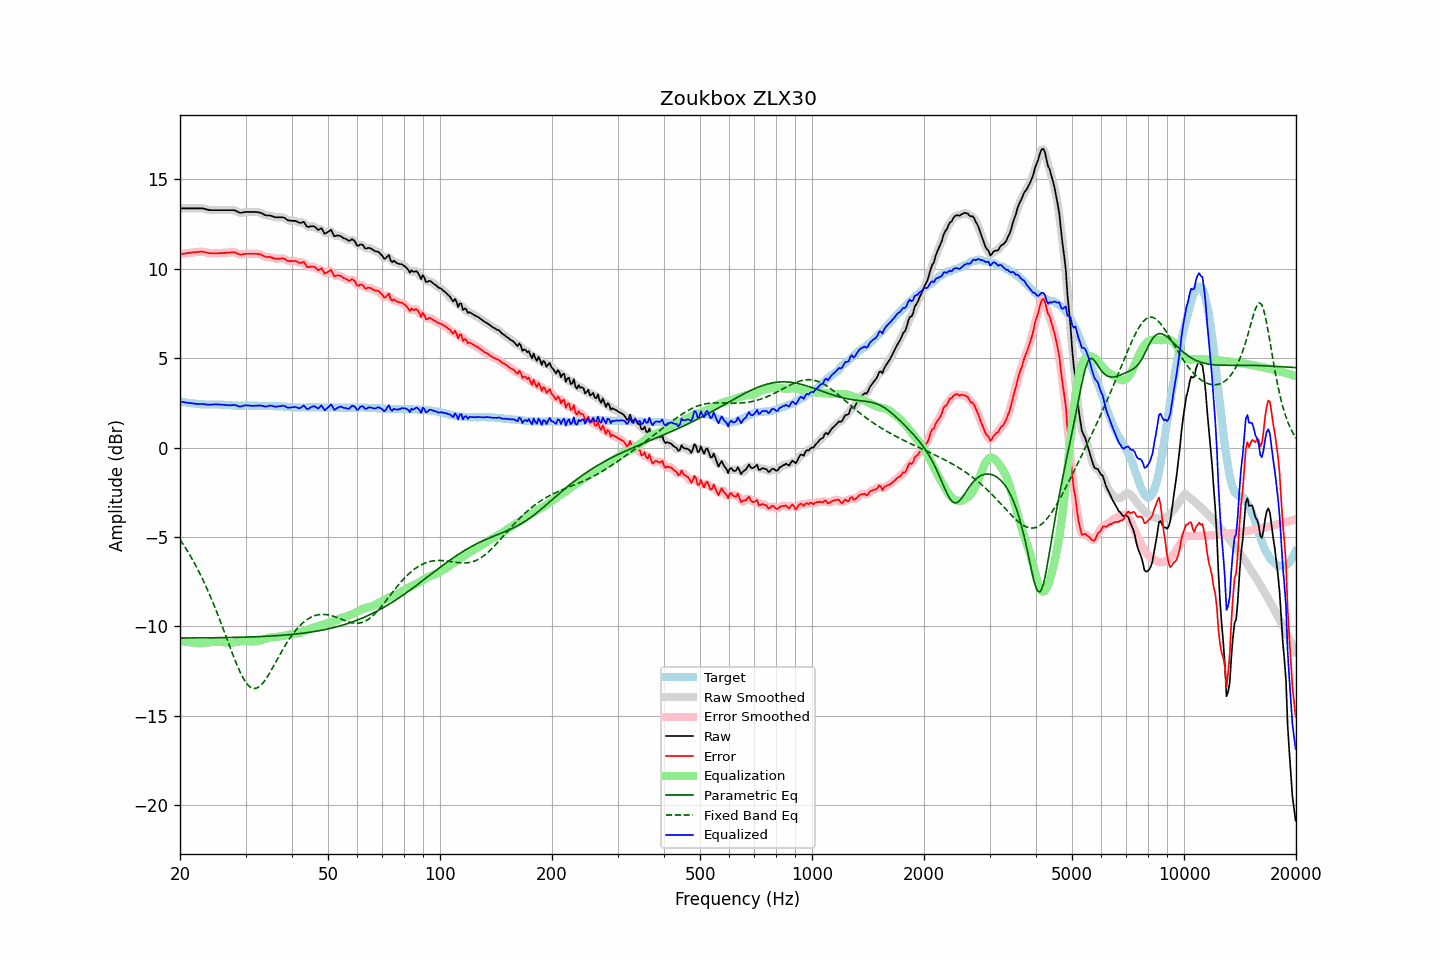 Zoukbox ZLX30
Amplitude (dBr)
15
10
5
0
−5
−10
−15
−20
Target
Raw Smoothed
Error Smoothed
Raw
Error
Equalization
Parametric Eq
Fixed Band Eq
Equalized
20 50 100 200 500 1000 2000 5000 10000 20000
Frequency (Hz)